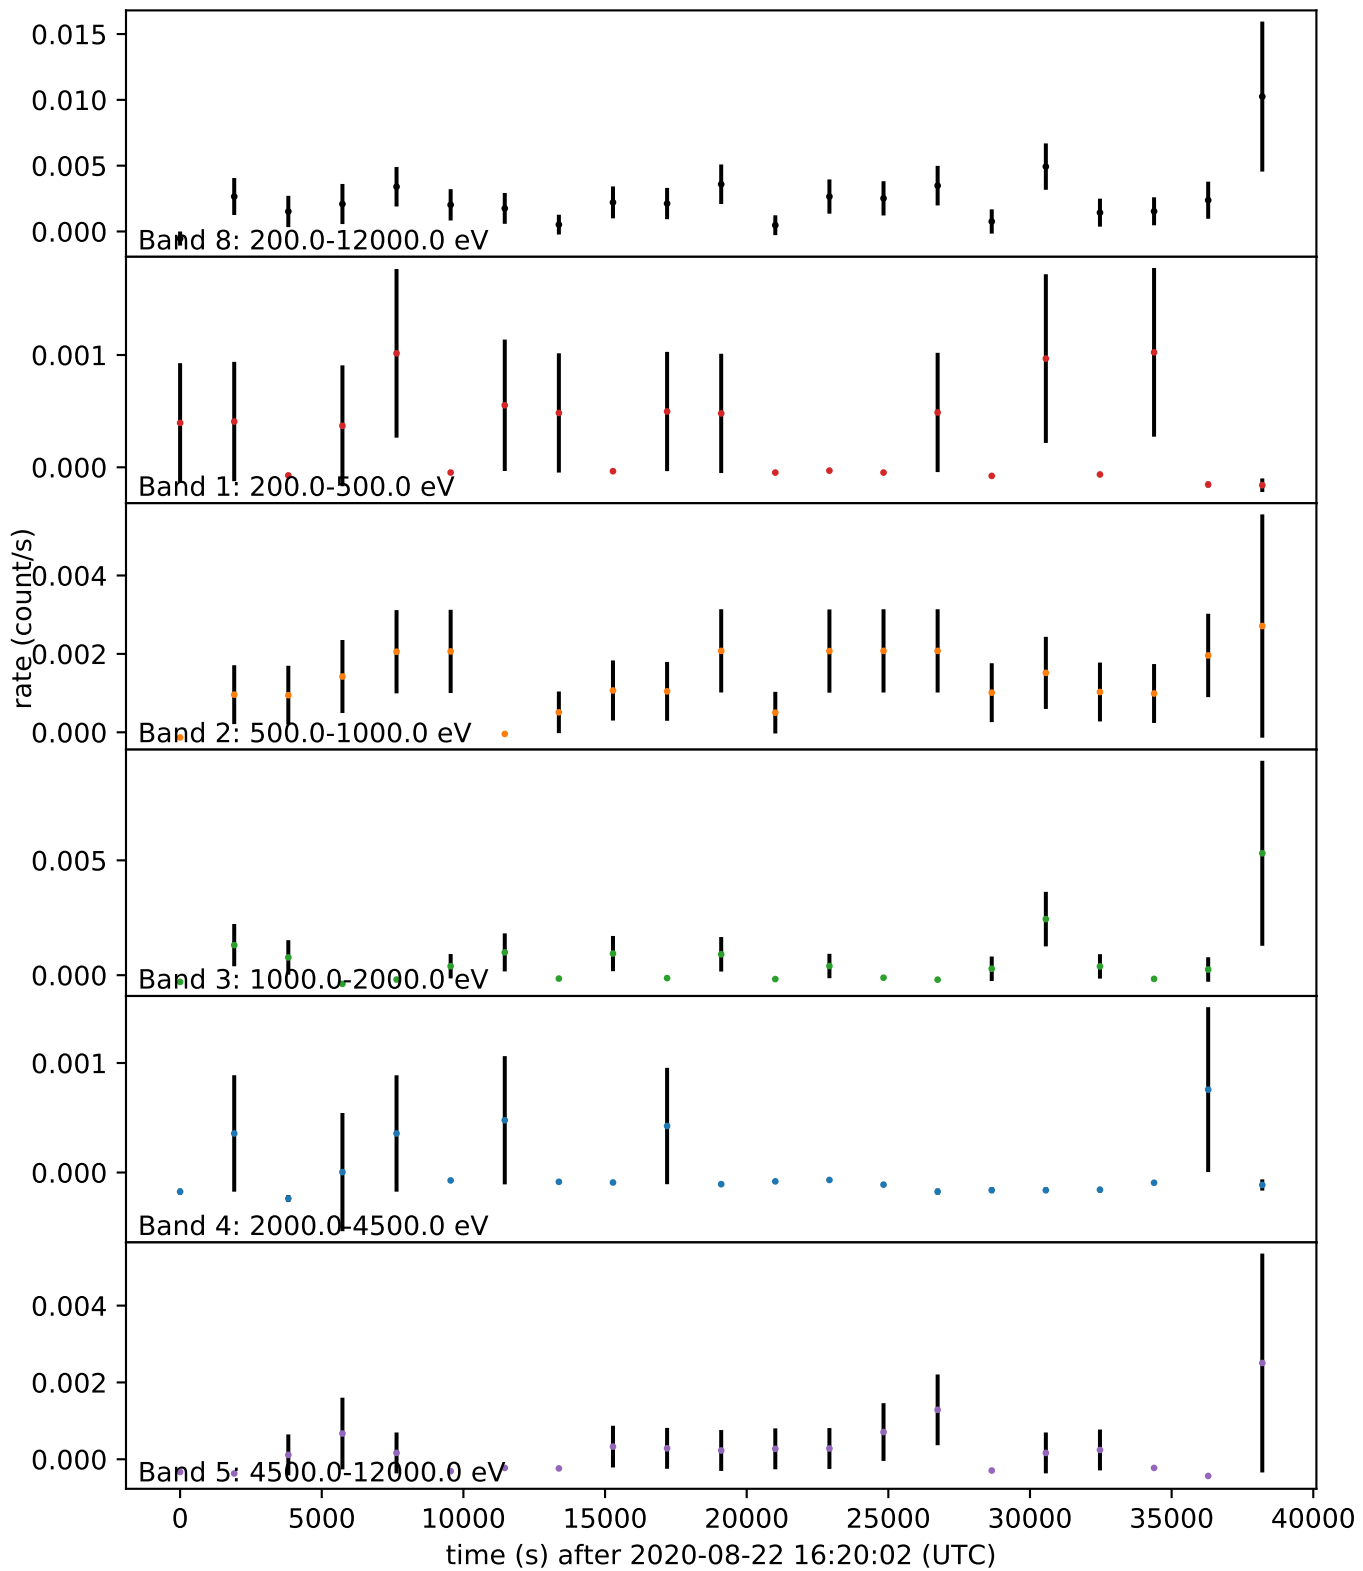 0.015
0.010
0.005
0.000
Band 8: 200.0-12000.0 eV
0.001
0.000
Band 1: 200.0-500.0 eV
rate (count/s)
0.004
0.002
0.000
Band 2: 500.0-1000.0 eV
0.005
0.000
Band 3: 1000.0-2000.0 eV
0.001
0.000
Band 4: 2000.0-4500.0 eV
0.004
0.002
0.000
Band 5: 4500.0-12000.0 eV
0 5000 10000 15000 20000 25000 30000 35000 40000
time (s) after 2020-08-22 16:20:02 (UTC)